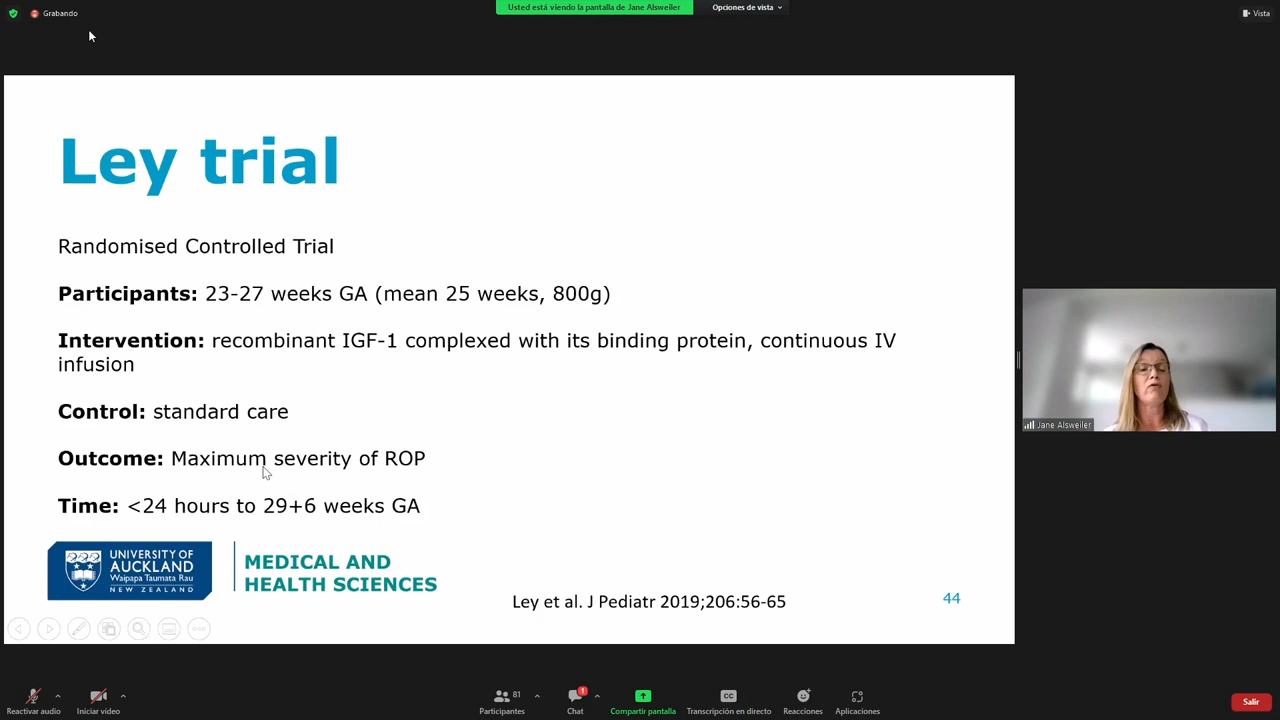 Grabando
Usted está viendo la pantalla de Jane Alsweiler
Opciones de vista
Vista
Ley trial
Randomised Controlled Trial
Participants: 23-27 weeks GA (mean 25 weeks, 800g)
Intervention: recombinant IGF-1 complexed with its binding protein, continuous IV
infusion
Control: standard care
Outcome: Maximum severity of ROP
Time: <24 hours to 29+6 weeks GA
UNIVERSITY OF
AUCKLAND
Waipapa Taumata Rau
NEW ZEALAND
MEDICAL AND
HEALTH SCIENCES
Ley et al. J Pediatr 2019;206:56-65
44
Jane Alsweiler
Reactivar audio
Iniciar video
81
Participantes
1
Chat
Compartir pantalla
CC
Transcripción en directo
Reacciones
Aplicaciones
Salir